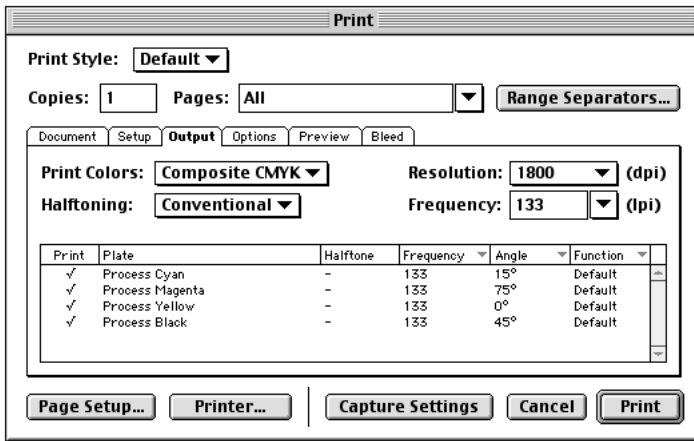 Print
Print Style: Default
Copies: 1 Pages: All Range Separators...
Document Setup Output Options Preview Bleed
Print Colors: Composite CMYK Resolution: 1800 (dpi)
Halftoning: Conventional Frequency: 133 (lpi)
Print Plate Halftone Frequency Angle Function
√ Process Cyan - 133 15° Default
√ Process Magenta - 133 75° Default
√ Process Yellow - 133 0° Default
√ Process Black - 133 45° Default
Page Setup... Printer... Capture Settings Cancel Print